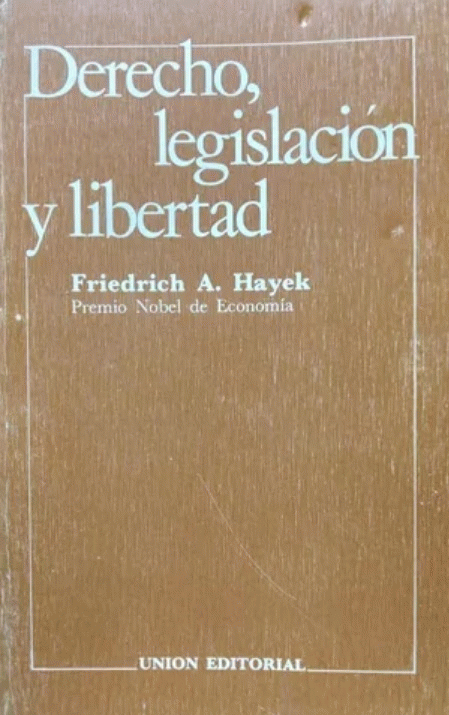 Derecho,
legislación
y libertad
Friedrich A. Hayek
Premio Nobel de Economía
UNION EDITORIAL